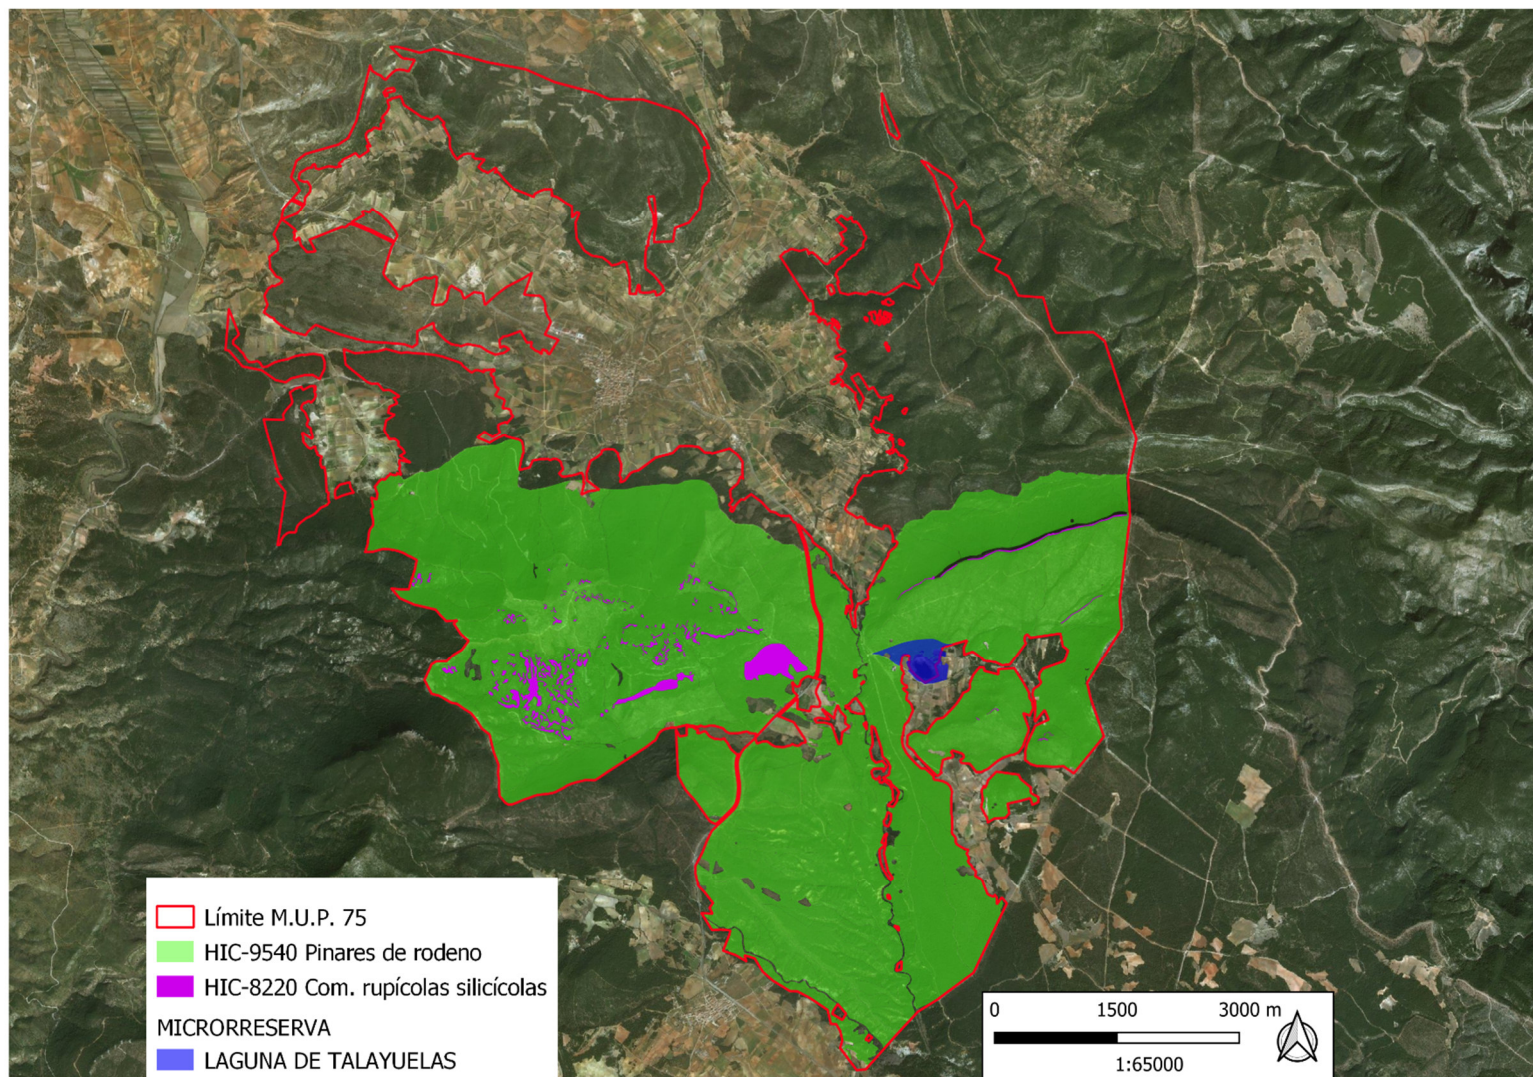 Límite M.U.P. 75
HIC-9540 Pinares de rodeno
HIC-8220 Com. rupícolas silicícolas
MICRORRESERVA
LAGUNA DE TALAYUELAS
0 1500 3000 m
1:65000